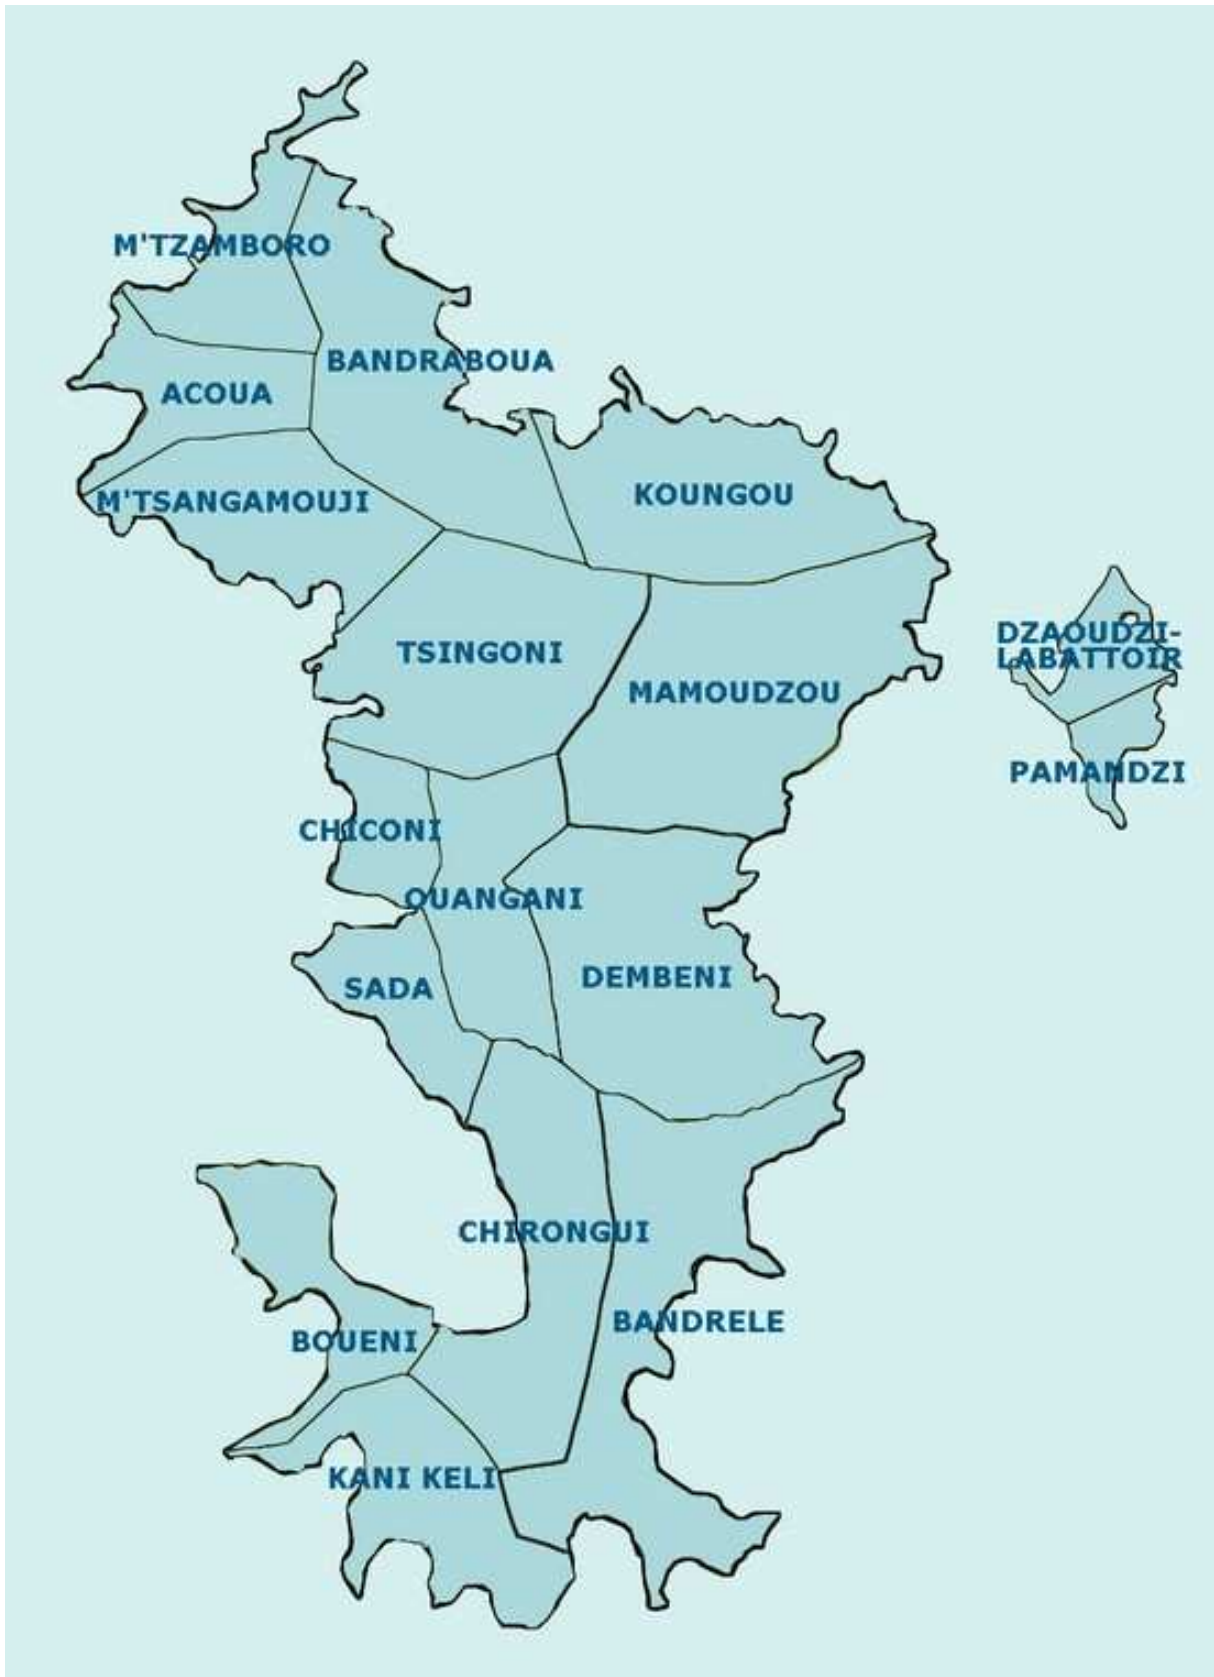 M'TZAMBORO
BANDRABOUA
ACOUA
KOUNGOU
M'TSANGAMOUJI
DZAOUDZI-
LABATTOIR
TSINGONI
MAMOUDZOU
PAMANDZI
CHICONI
OUANGANI
DEMBENI
SADA
CHIRONGUI
BANDRELE
BOUENI
KANI KELI